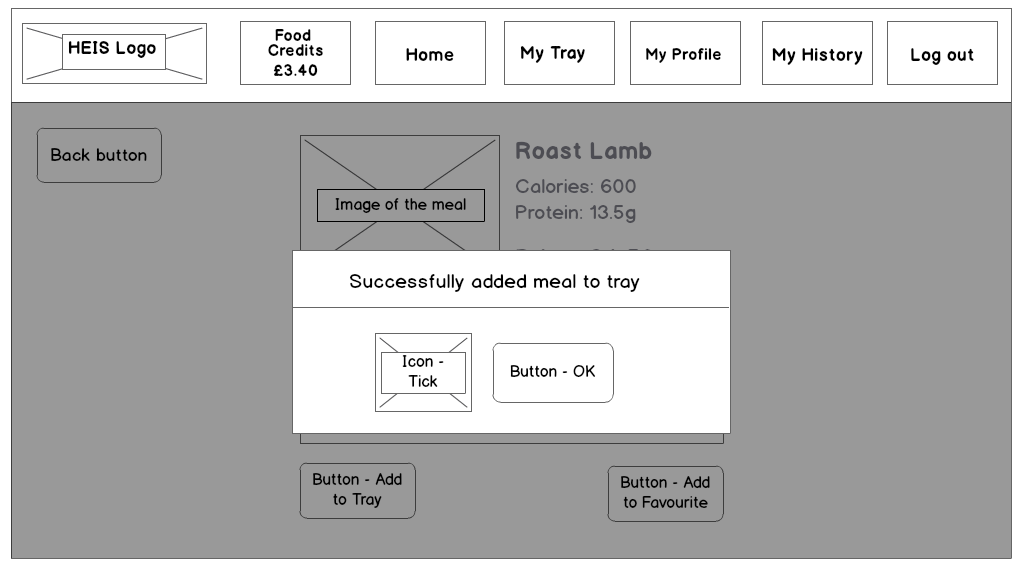 HEIS Logo
Food
Credits
£3.40
Home
My Tray
My Profile
My History
Log out
Back button
Image of the meal
Roast Lamb
Calories: 600
Protein: 13.5g
Successfully added meal to tray
Icon -
Tick
Button - OK
Button - Add
to Tray
Button - Add
to Favourite